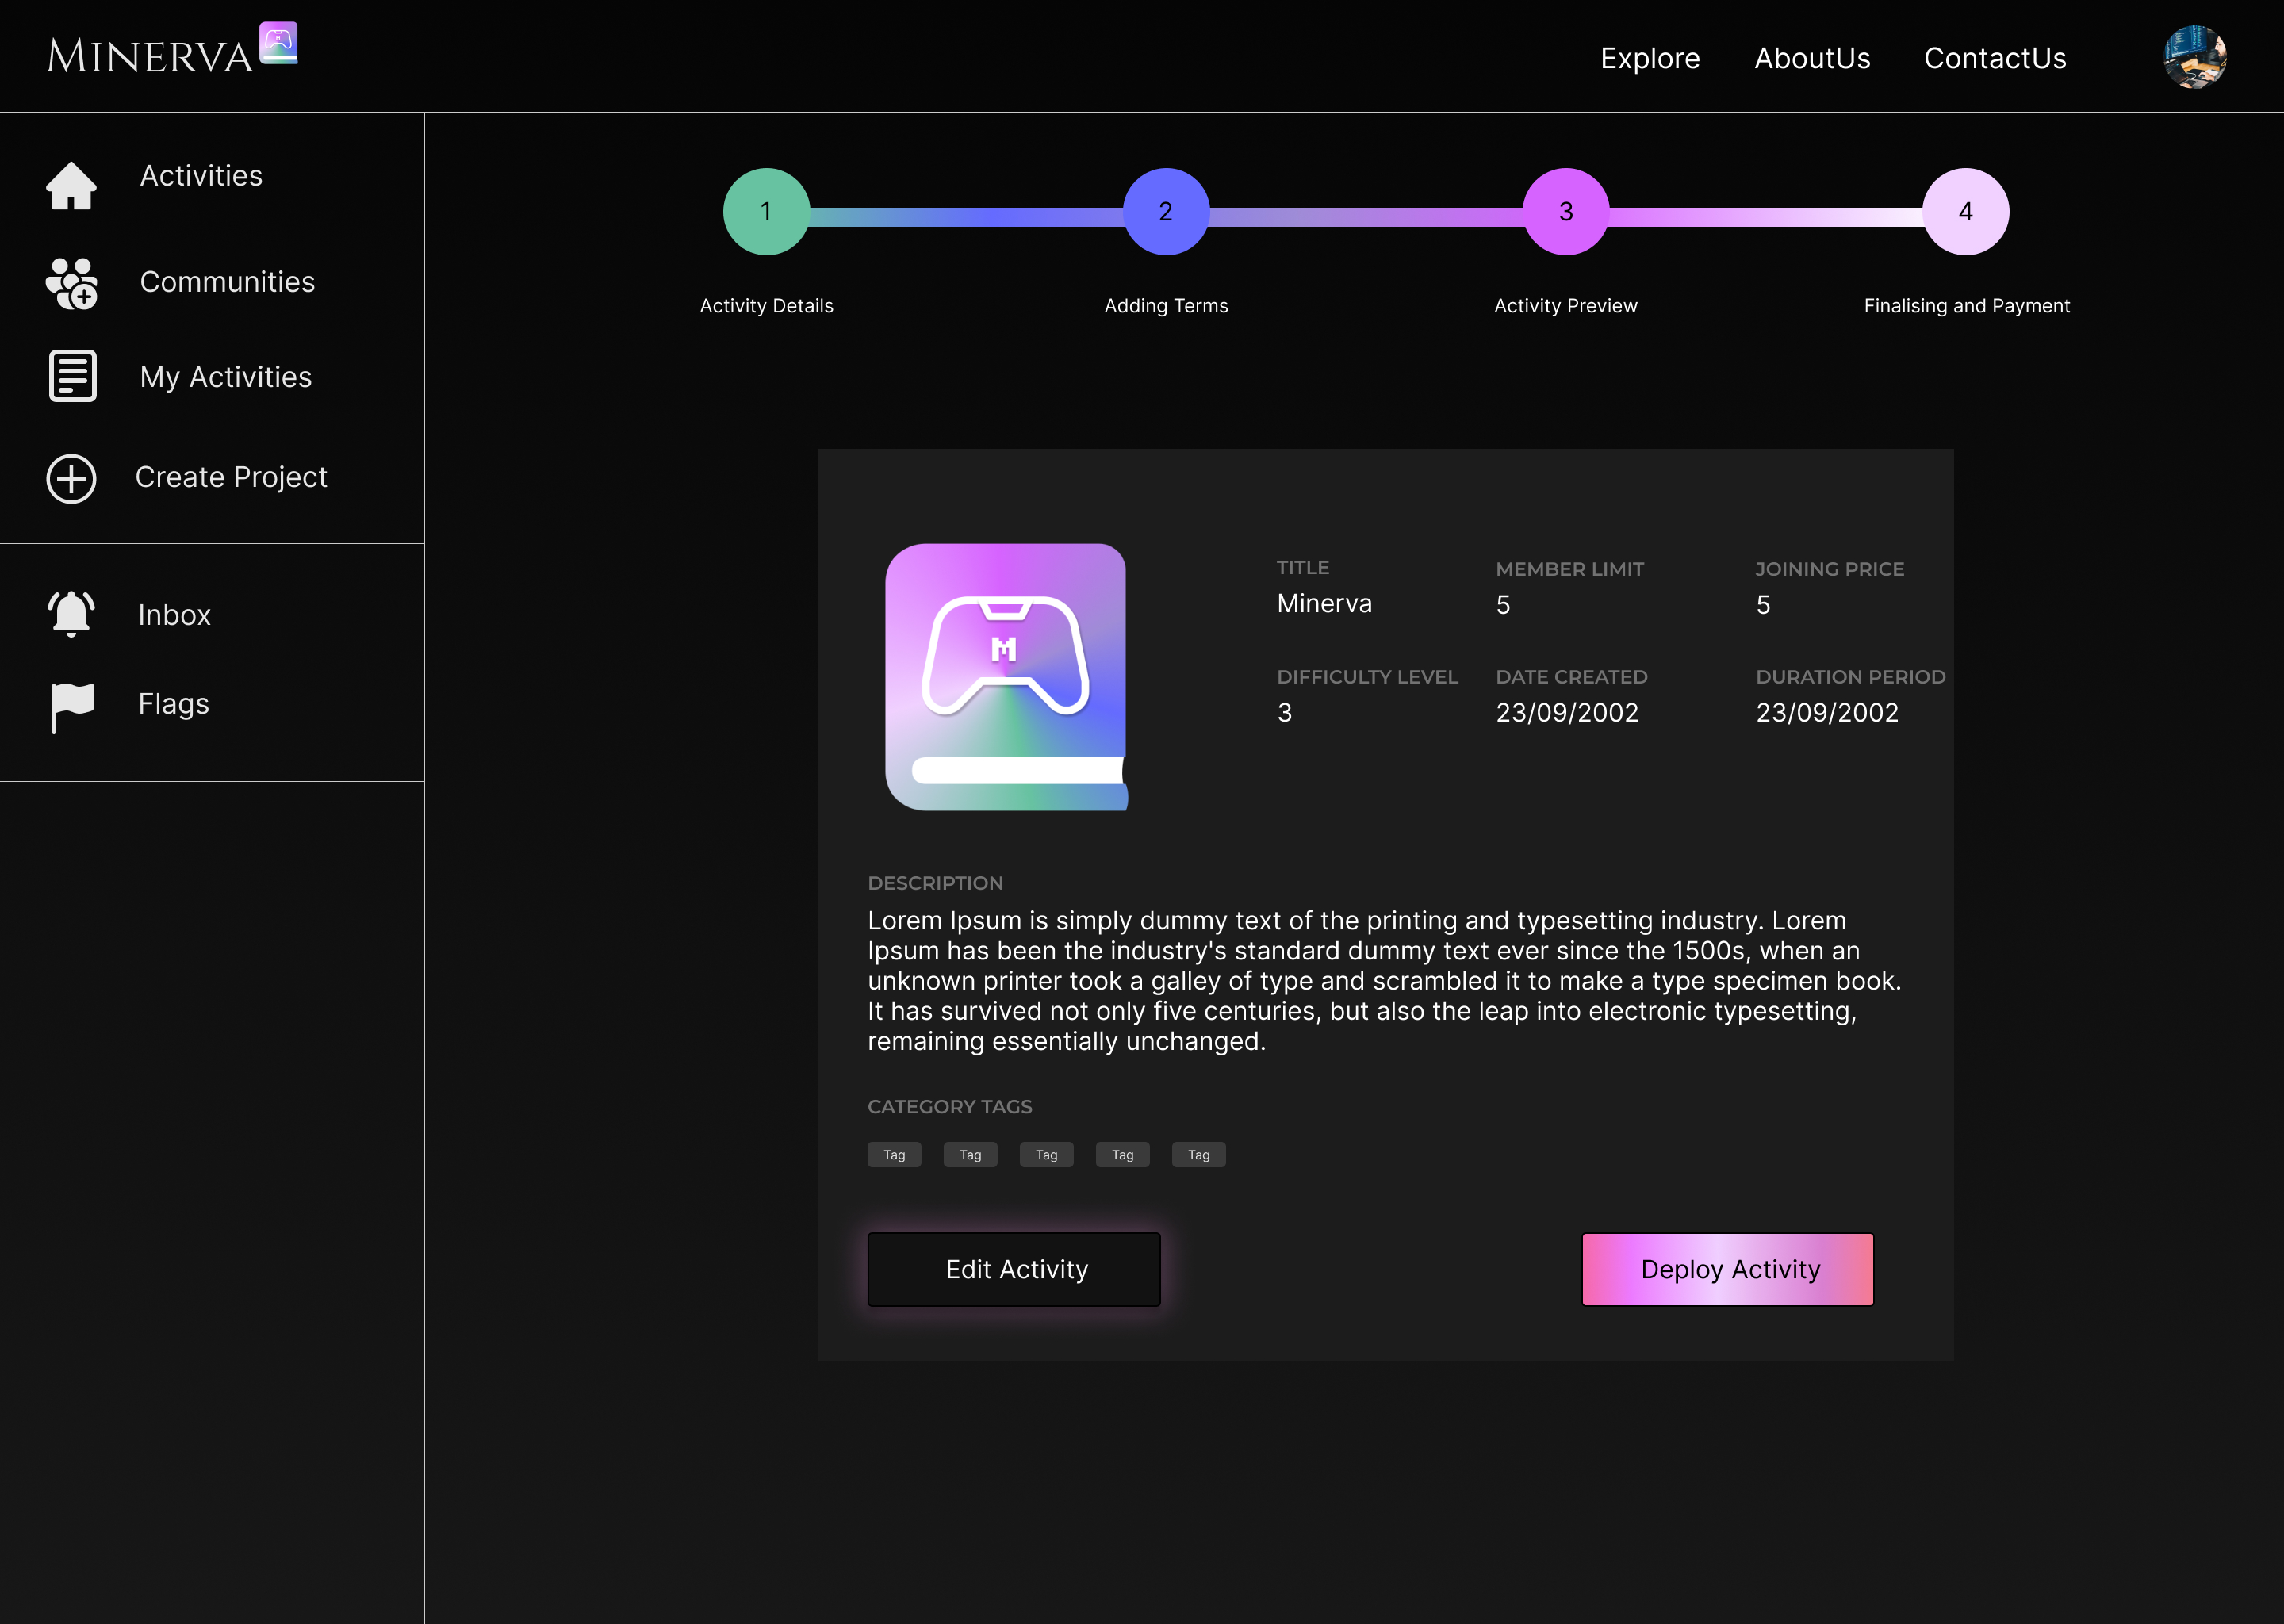 MINERVA
M
Explore
AboutUs
ContactUs
Activities
Communities
My Activities
Create Project
Inbox
Flags
1
2
3
4
Activity Details
Adding Terms
Activity Preview
Finalising and Payment
M
TITLE
Minerva
MEMBER LIMIT
5
JOINING PRICE
5
DIFFICULTY LEVEL
3
DATE CREATED
23/09/2002
DURATION PERIOD
23/09/2002
DESCRIPTION
Lorem Ipsum is simply dummy text of the printing and typesetting industry. Lorem
Ipsum has been the industry's standard dummy text ever since the 1500s, when an
unknown printer took a galley of type and scrambled it to make a type specimen book.
It has survived not only five centuries, but also the leap into electronic typesetting,
remaining essentially unchanged.
CATEGORY TAGS
Tag Tag Tag Tag Tag
Edit Activity
Deploy Activity